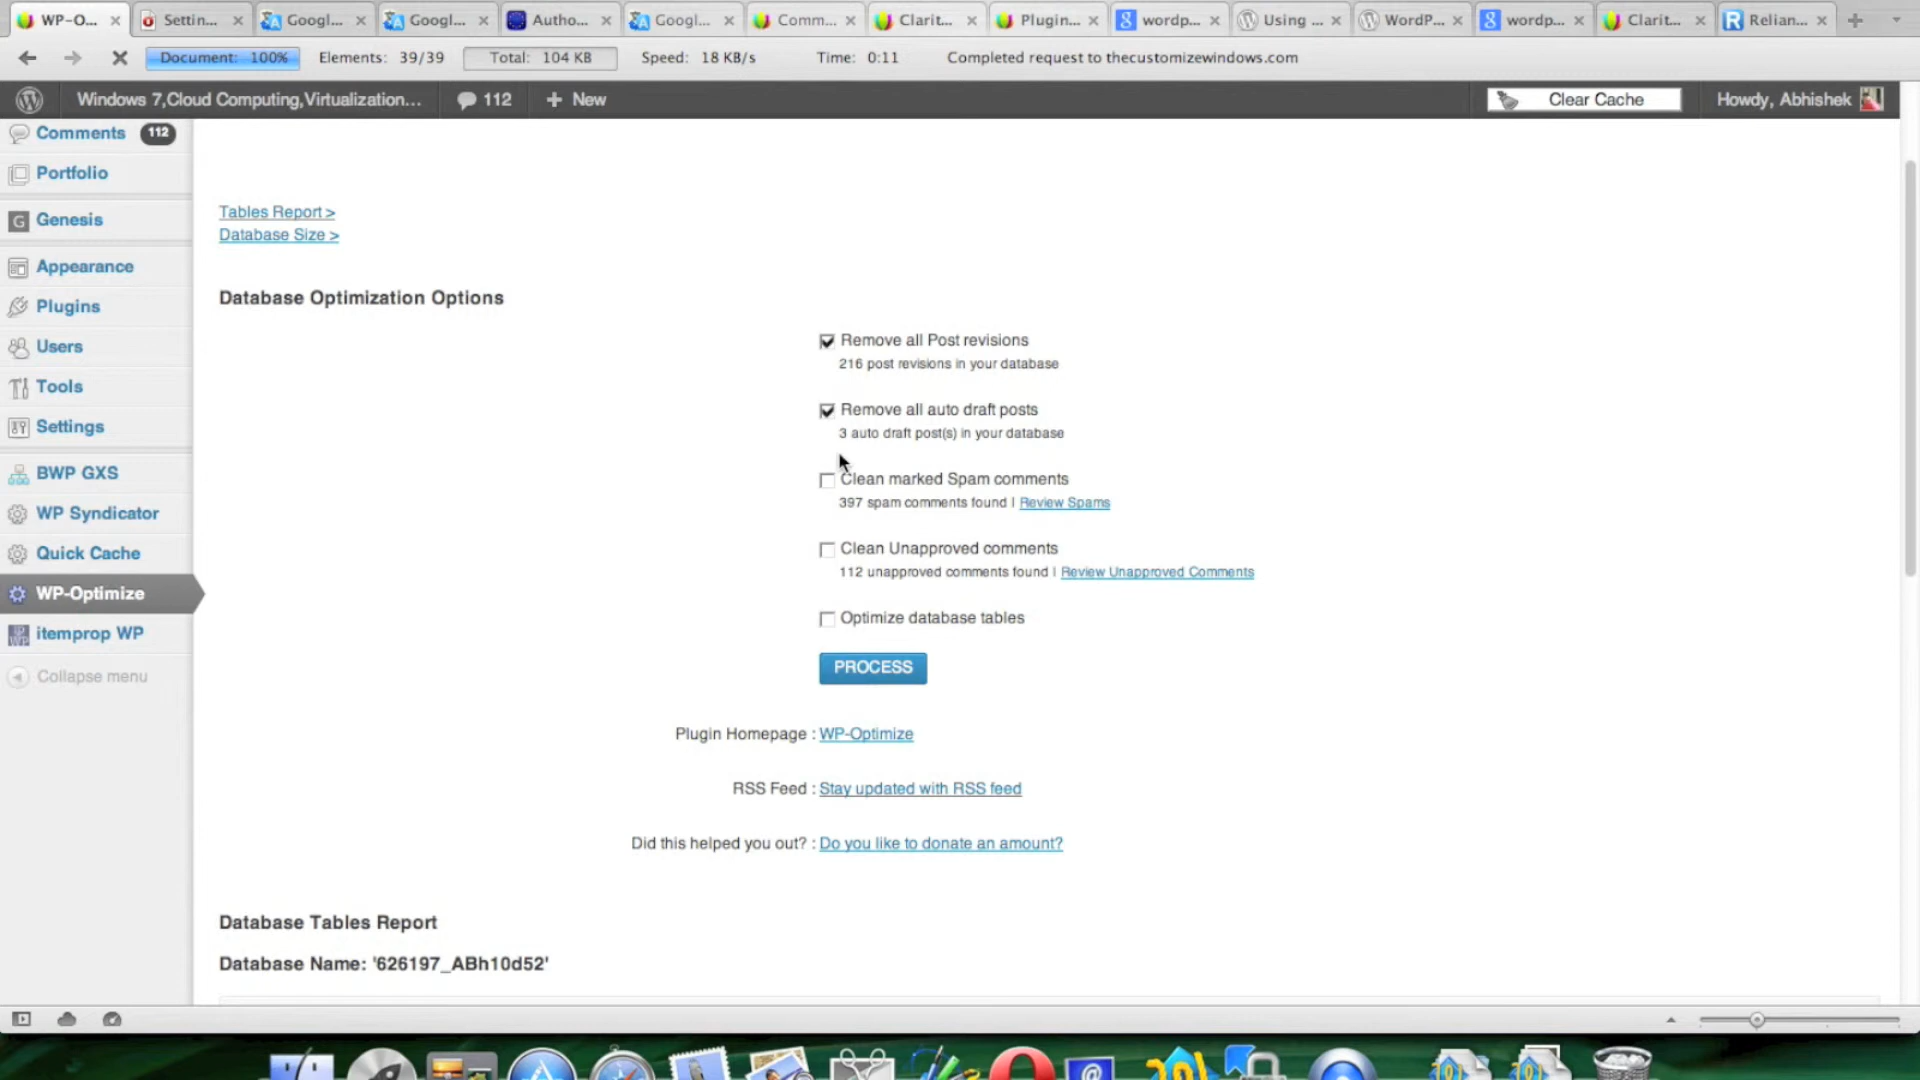 WP-O...
Settin...
Googl...
Googl...
Autho...
Googl...
Comm...
Clarit...
Plugin...
wordp...
Using ...
WordP...
wordp...
Clarit...
Relian...
Document: 100%
Elements: 39/39
Total: 104 KB
Speed: 18 KB/s
Time: 0:11
Completed request to thecustomizewindows.com
Windows 7,Cloud Computing,Virtualization...
112
+ New
Clear Cache
Howdy, Abhishek
Comments 112
Portfolio
Genesis
Appearance
Plugins
Users
Tools
Settings
BWP GXS
WP Syndicator
Quick Cache
WP-Optimize
itemprop WP
Collapse menu
Tables Report >
Database Size >
Database Optimization Options
Remove all Post revisions
216 post revisions in your database
Remove all auto draft posts
3 auto draft post(s) in your database
Clean marked Spam comments
397 spam comments found | Review Spams
Clean Unapproved comments
112 unapproved comments found | Review Unapproved Comments
Optimize database tables
PROCESS
Plugin Homepage : WP-Optimize
RSS Feed : Stay updated with RSS feed
Did this helped you out? : Do you like to donate an amount?
Database Tables Report
Database Name: '626197_ABh10d52'